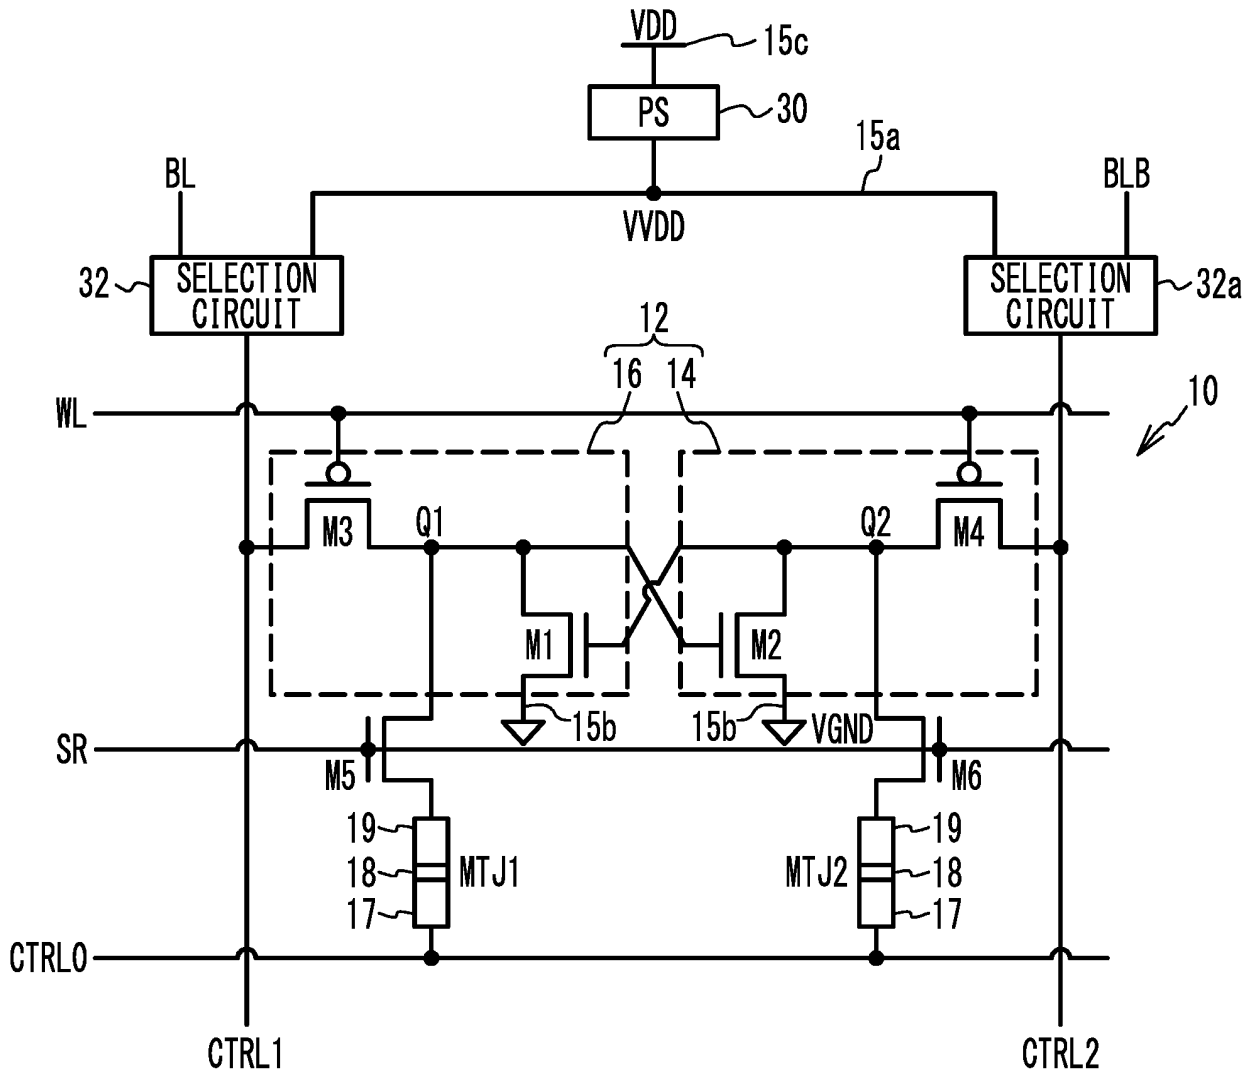 VDD
15c
PS
30
15a
BL
BLB
VVDD
32
SELECTION
CIRCUIT
SELECTION
CIRCUIT
32a
12
16
14
10
WL
M3
Q1
Q2
M4
M1
M2
15b
15b
VGND
SR
M5
M6
19
19
18
MTJ1
MTJ2
18
17
17
CTRL0
CTRL1
CTRL2